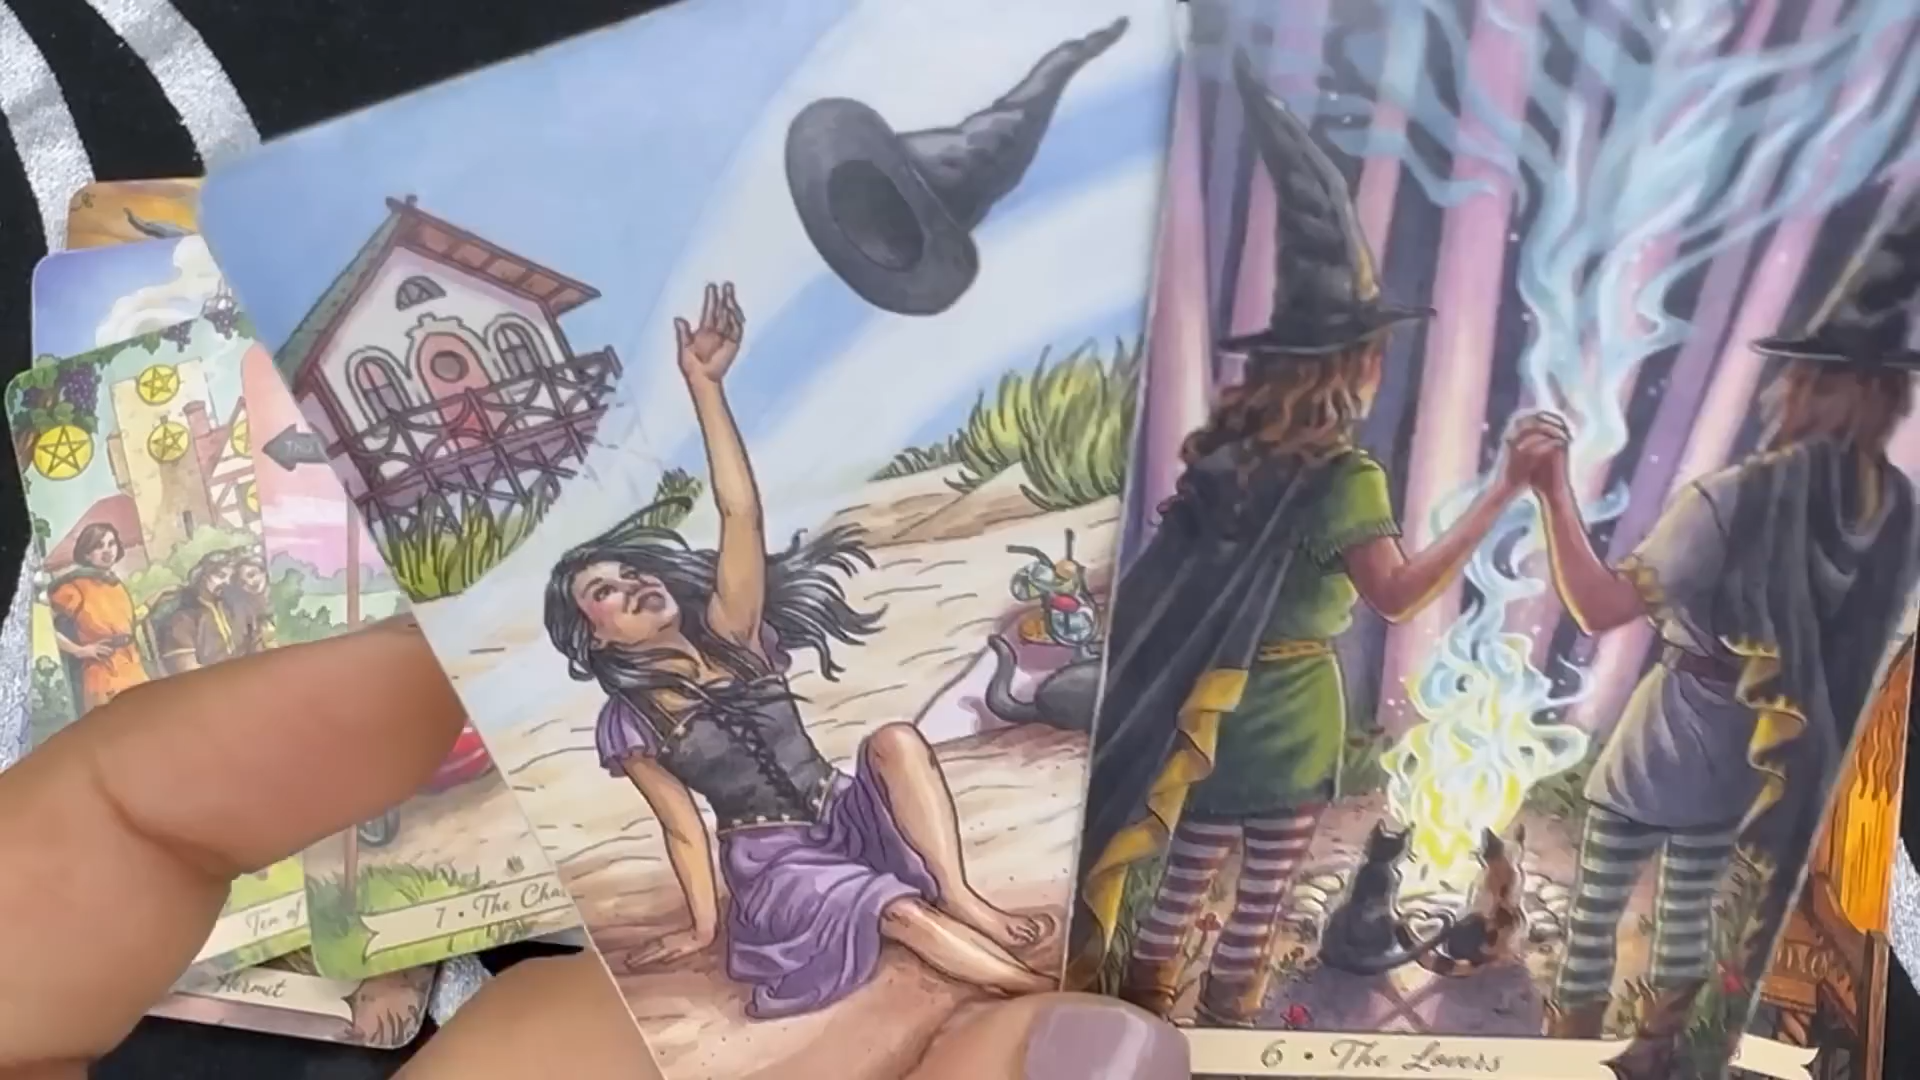 Ten of
7 • The Cha
Hermit
6 • The Lovers